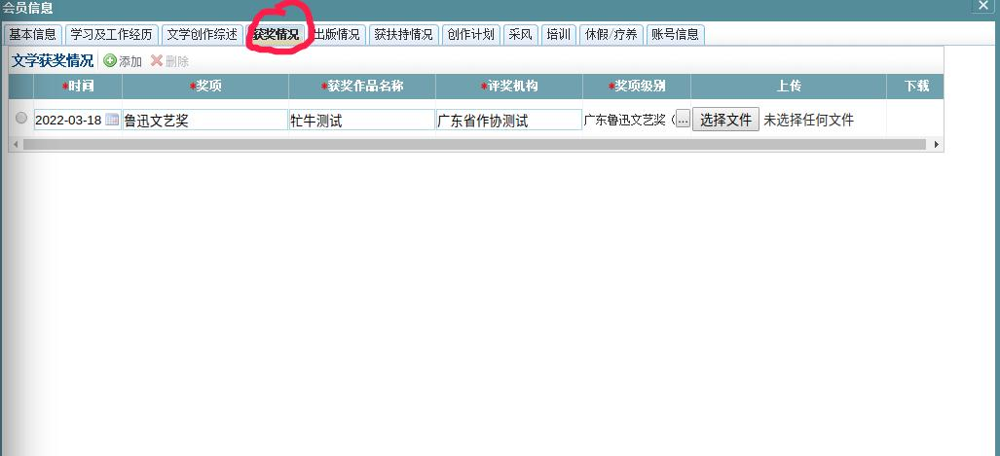 会员信息
基本信息 学习及工作经历 文学创作综述 获奖情况 出版情况 获扶持情况 创作计划 采风 培训 休假/疗养 账号信息
文学获奖情况 添加 删除
*时间 *奖项 *获奖作品名称 *评奖机构 *奖项级别 上传 下载
2022-03-18 鲁迅文艺奖 牤牛测试 广东省作协测试 广东鲁迅文艺奖（ ... 选择文件 未选择任何文件